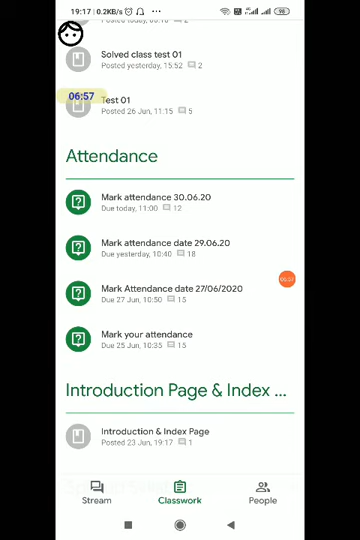 19:17 | 0.2KB/s ...
98
Posted today, 00:10 2
Solved class test 01
Posted yesterday, 15:52 2
06:57
Test 01
Posted 26 Jun, 11:15 5
Attendance
Mark attendance 30.06.20
Due today, 11:00 12
Mark attendance date 29.06.20
Due yesterday, 10:40 18
Mark Attendance date 27/06/2020
Due 27 Jun, 10:50 15
06:57
Mark your attendance
Due 25 Jun, 10:35 15
Introduction Page & Index ...
Introduction & Index Page
Posted 23 Jun, 19:17 1
Stream
Classwork
People